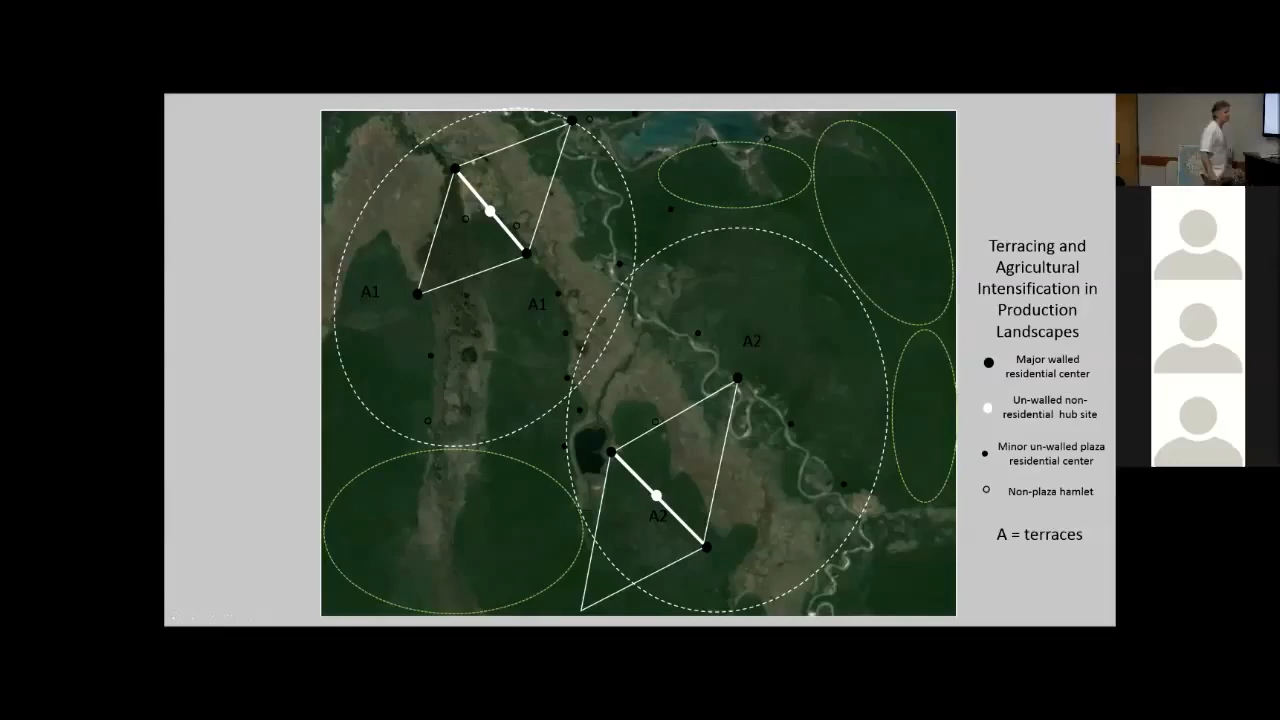 A1
A1
A2
A2
Terracing and
Agricultural
Intensification in
Production
Landscapes
Major walled
residential center
Un-walled non-
residential hub site
Minor un-walled plaza
residential center
Non-plaza hamlet
A = terraces